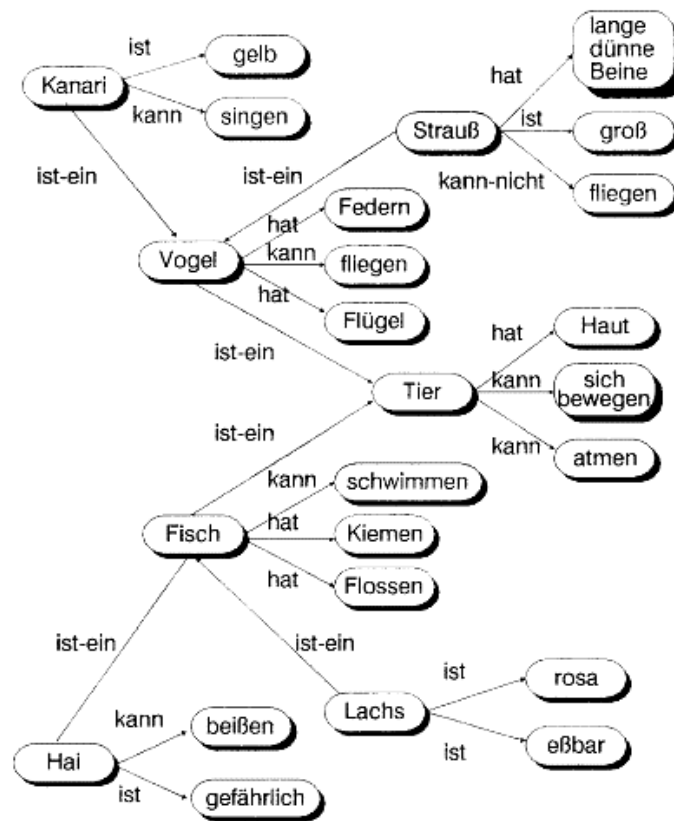 ist
gelb
Kanari
kann
singen
lange
dünne
Beine
hat
ist
Strauß
groß
kann-nicht
fliegen
ist-ein
ist-ein
Federn
hat
Vogel
kann
fliegen
hat
Flügel
ist-ein
hat
Haut
Tier
kann
sich
bewegen
kann
atmen
ist-ein
kann
schwimmen
Fisch
hat
Kiemen
hat
Flossen
ist-ein
ist-ein
ist
rosa
Lachs
ist
eßbar
kann
beißen
Hai
ist
gefährlich